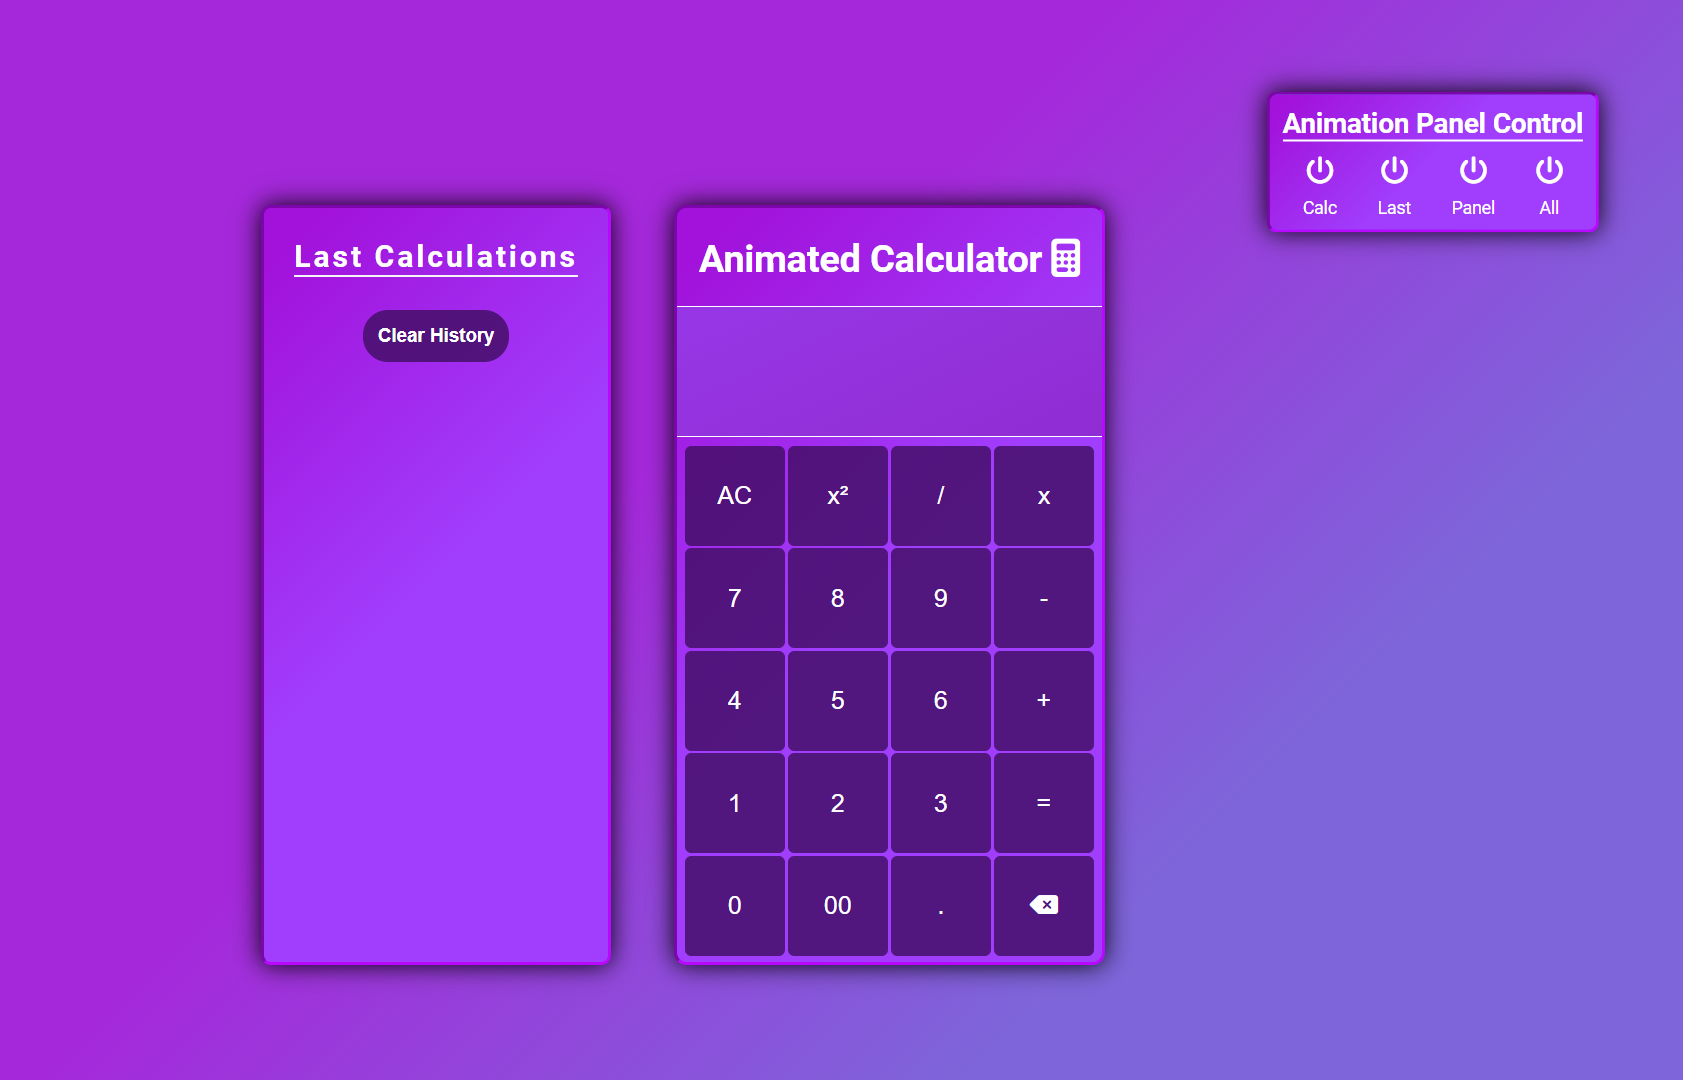 Last Calculations
Clear History
Animated Calculator
AC x² / x
7 8 9 -
4 5 6 +
1 2 3 =
0 00 .
Animation Panel Control
Calc Last Panel All